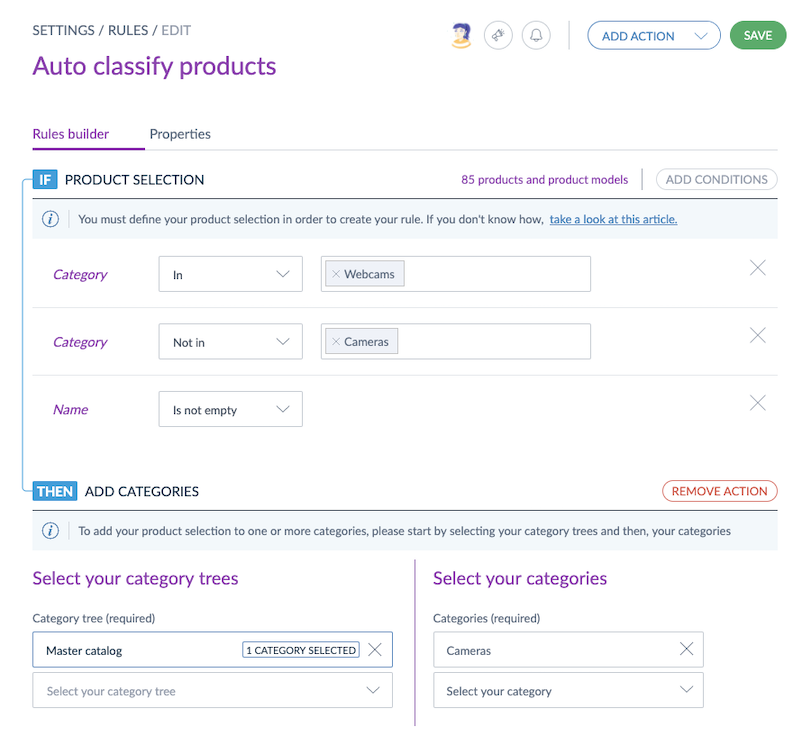 SETTINGS / RULES / EDIT
ADD ACTION
SAVE
Auto classify products
Rules builder
Properties
IF PRODUCT SELECTION
85 products and product models
ADD CONDITIONS
i You must define your product selection in order to create your rule. If you don't know how, take a look at this article.
Category
In
Webcams
Category
Not in
Cameras
Name
Is not empty
THEN ADD CATEGORIES
REMOVE ACTION
i To add your product selection to one or more categories, please start by selecting your category trees and then, your categories
Select your category trees
Category tree (required)
Master catalog
1 CATEGORY SELECTED
Select your category tree
Select your categories
Categories (required)
Cameras
Select your category